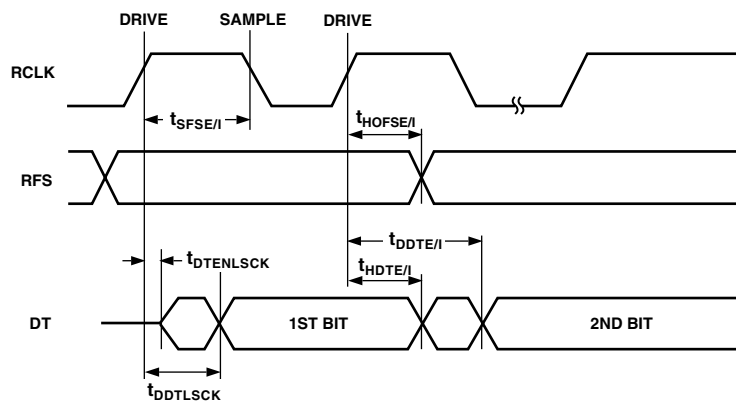 DRIVE SAMPLE DRIVE
RCLK
tSFSE/I
tHOFSE/I
RFS
tDDTE/I
tDTENLSCK
tHDTE/I
DT
1ST BIT
2ND BIT
tDDTLSCK